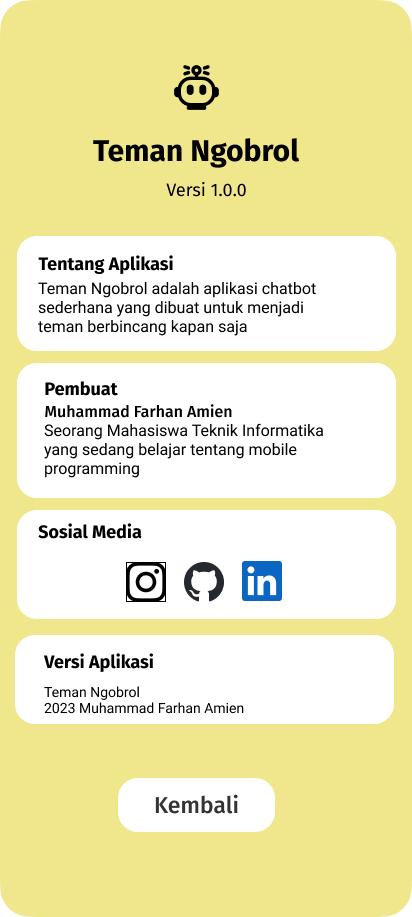 Teman Ngobrol
Versi 1.0.0
Tentang Aplikasi
Teman Ngobrol adalah aplikasi chatbot
sederhana yang dibuat untuk menjadi
teman berbincang kapan saja
Pembuat
Muhammad Farhan Amien
Seorang Mahasiswa Teknik Informatika
yang sedang belajar tentang mobile
programming
Sosial Media
in
Versi Aplikasi
Teman Ngobrol
2023 Muhammad Farhan Amien
Kembali